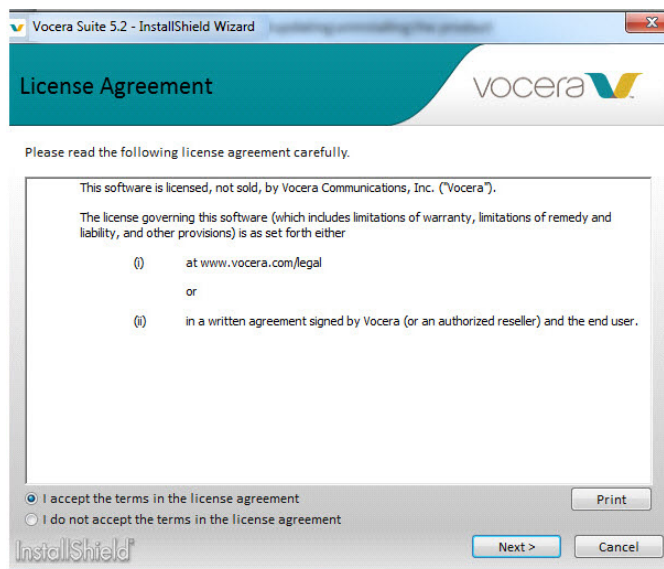 Vocera Suite 5.2 - InstallShield Wizard
License Agreement
vocera
Please read the following license agreement carefully.
This software is licensed, not sold, by Vocera Communications, Inc. ("Vocera").
The license governing this software (which includes limitations of warranty, limitations of remedy and
liability, and other provisions) is as set forth either
(i) at www.vocera.com/legal
or
(ii) in a written agreement signed by Vocera (or an authorized reseller) and the end user.
I accept the terms in the license agreement
Print
I do not accept the terms in the license agreement
InstallShield
Next >
Cancel